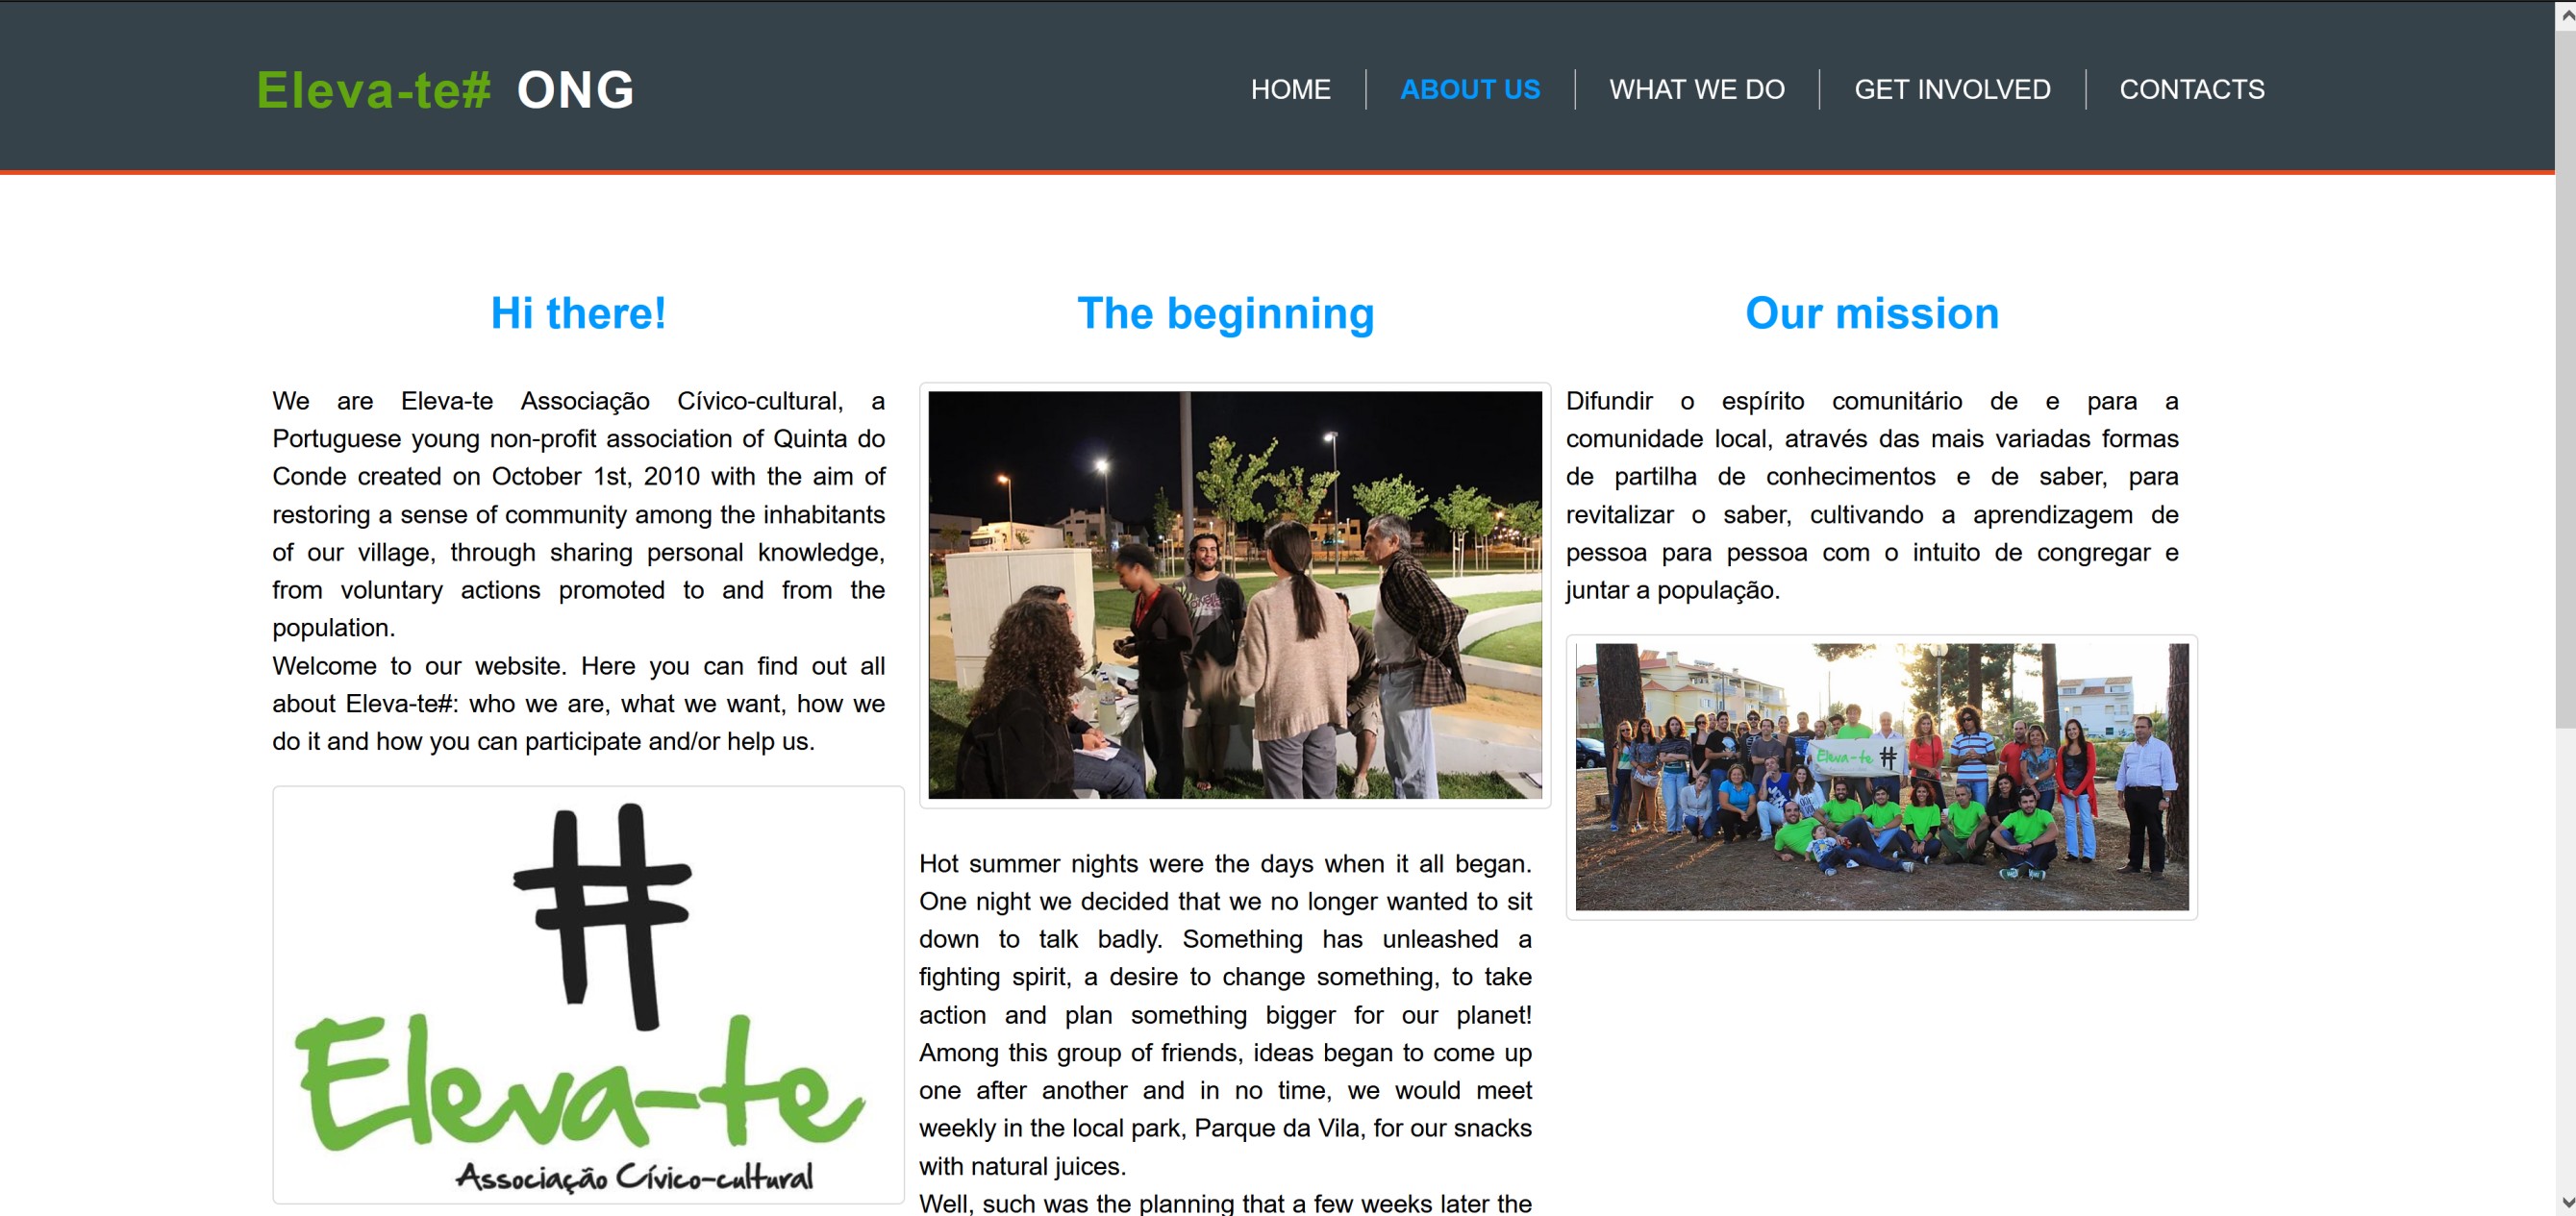 Eleva-te# ONG
HOME
ABOUT US
WHAT WE DO
GET INVOLVED
CONTACTS
Hi there!
We are Eleva-te Associação Cívico-cultural, a
Portuguese young non-profit association of Quinta do
Conde created on October 1st, 2010 with the aim of
restoring a sense of community among the inhabitants
of our village, through sharing personal knowledge,
from voluntary actions promoted to and from the
population.
Welcome to our website. Here you can find out all
about Eleva-te#: who we are, what we want, how we
do it and how you can participate and/or help us.
#
Eleva-te
Associação Cívico-cultural
The beginning
Hot summer nights were the days when it all began.
One night we decided that we no longer wanted to sit
down to talk badly. Something has unleashed a
fighting spirit, a desire to change something, to take
action and plan something bigger for our planet!
Among this group of friends, ideas began to come up
one after another and in no time, we would meet
weekly in the local park, Parque da Vila, for our snacks
with natural juices.
Well, such was the planning that a few weeks later the
Our mission
Difundir o espírito comunitário de e para a
comunidade local, através das mais variadas formas
de partilha de conhecimentos e de saber, para
revitalizar o saber, cultivando a aprendizagem de
pessoa para pessoa com o intuito de congregar e
juntar a população.
Eleva-te #